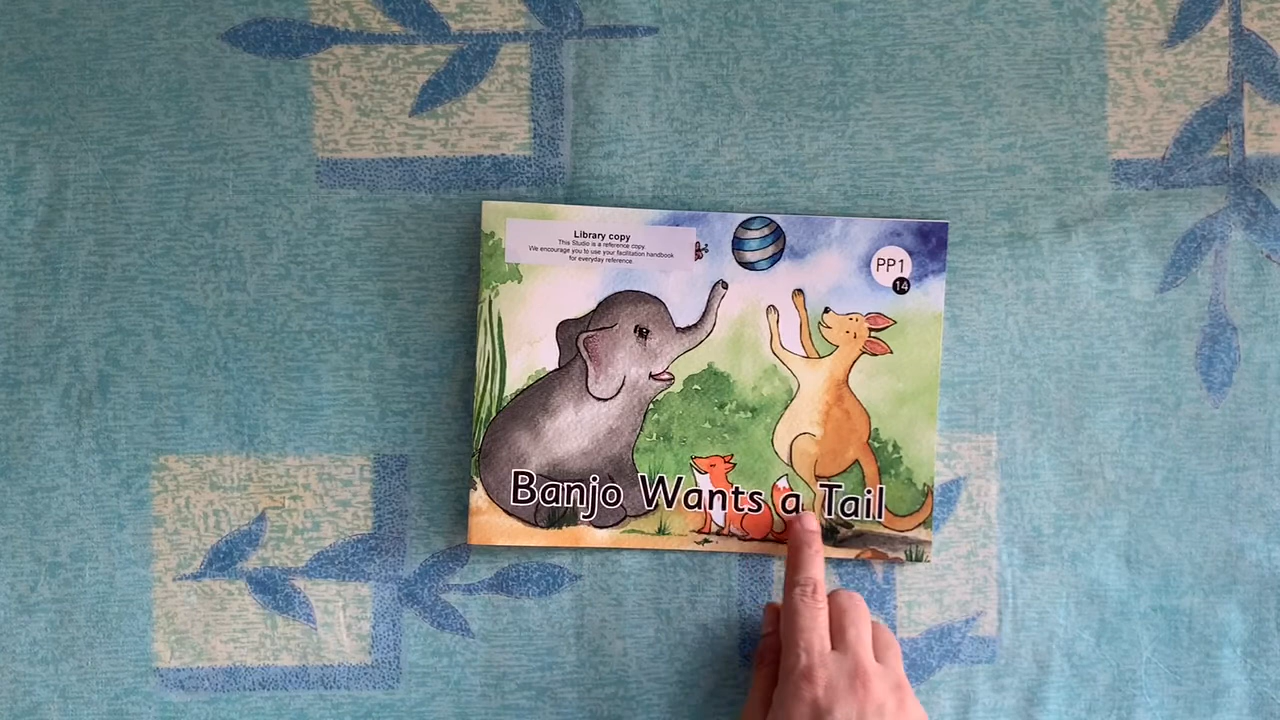 Library copy
This Studio is a reference copy.
We encourage you to use your facilitation handbook
for everyday reference.
PP1
14
Banjo Wants a Tail